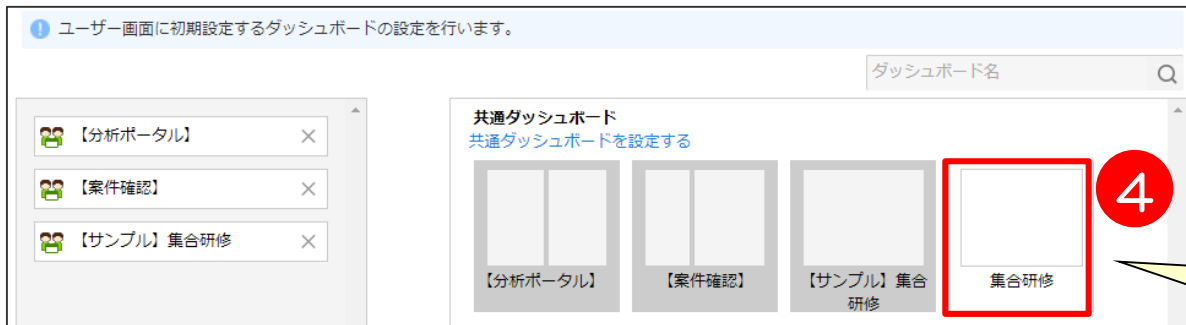 ユーザー画面に初期設定するダッシュボードの設定を行います。
ダッシュボード名
【分析ポータル】
【案件確認】
【サンプル】集合研修
共通ダッシュボード
共通ダッシュボードを設定する
【分析ポータル】
【案件確認】
【サンプル】集合
研修
集合研修
4